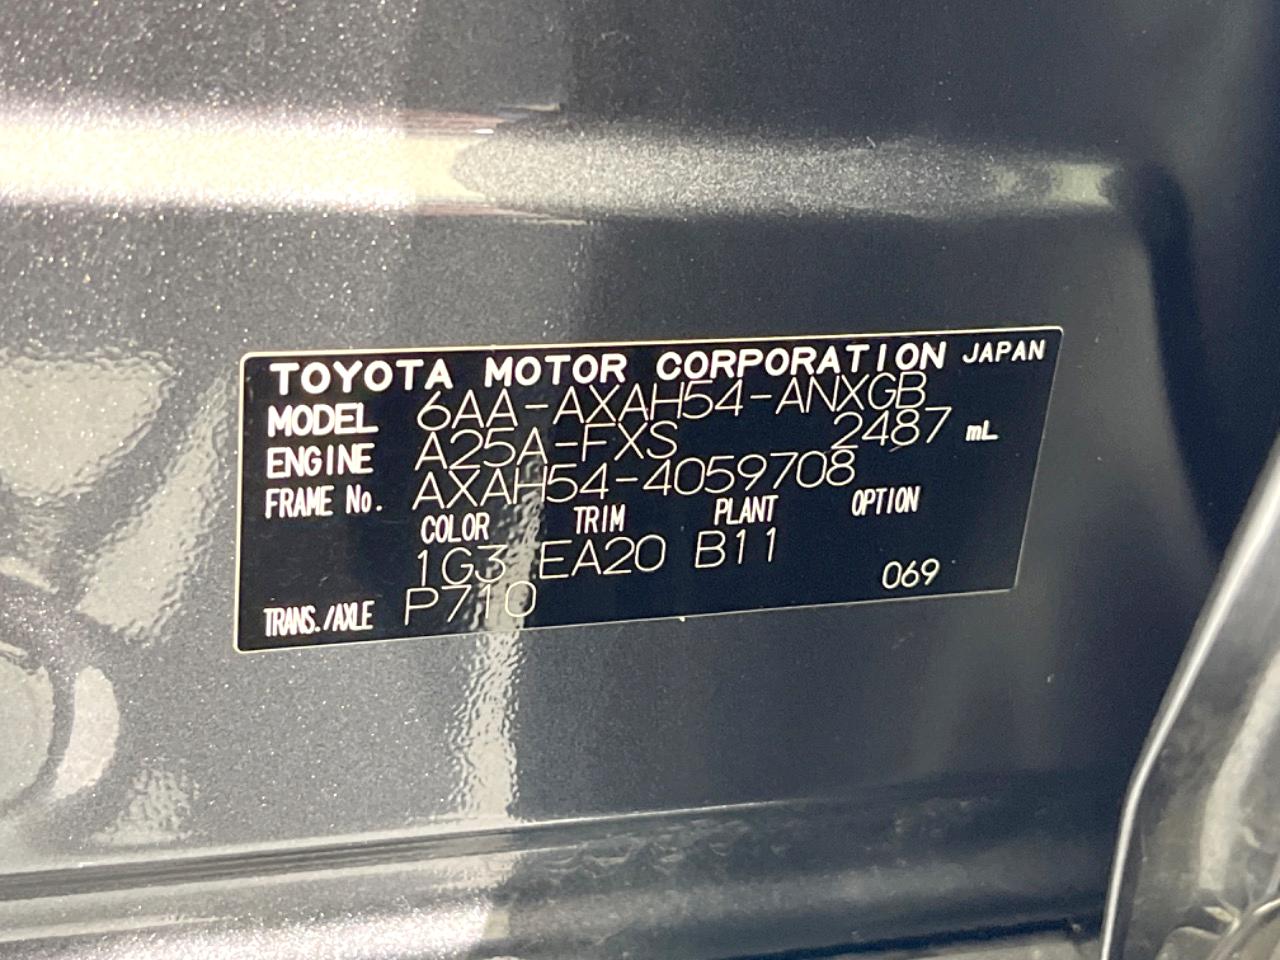 TOYOTA MOTOR CORPORATION JAPAN
MODEL 6AA-AXAH54-ANXGB
ENGINE A25A-FXS 2487 mL
FRAME No. AXAH54-4059708
COLOR TRIM PLANT OPTION
1G3 EA20 B11
TRANS./AXLE P710 069